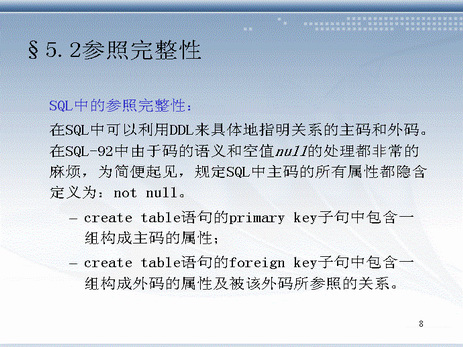 §5.2参照完整性
SQL中的参照完整性：
在SQL中可以利用DDL来具体地指明关系的主码和外码。
在SQL-92中由于码的语义和空值null的处理都非常的
麻烦，为简便起见，规定SQL中主码的所有属性都隐含
定义为：not null。
– create table语句的primary key子句中包含一
组构成主码的属性；
– create table语句的foreign key子句中包含一
组构成外码的属性及被该外码所参照的关系。
8